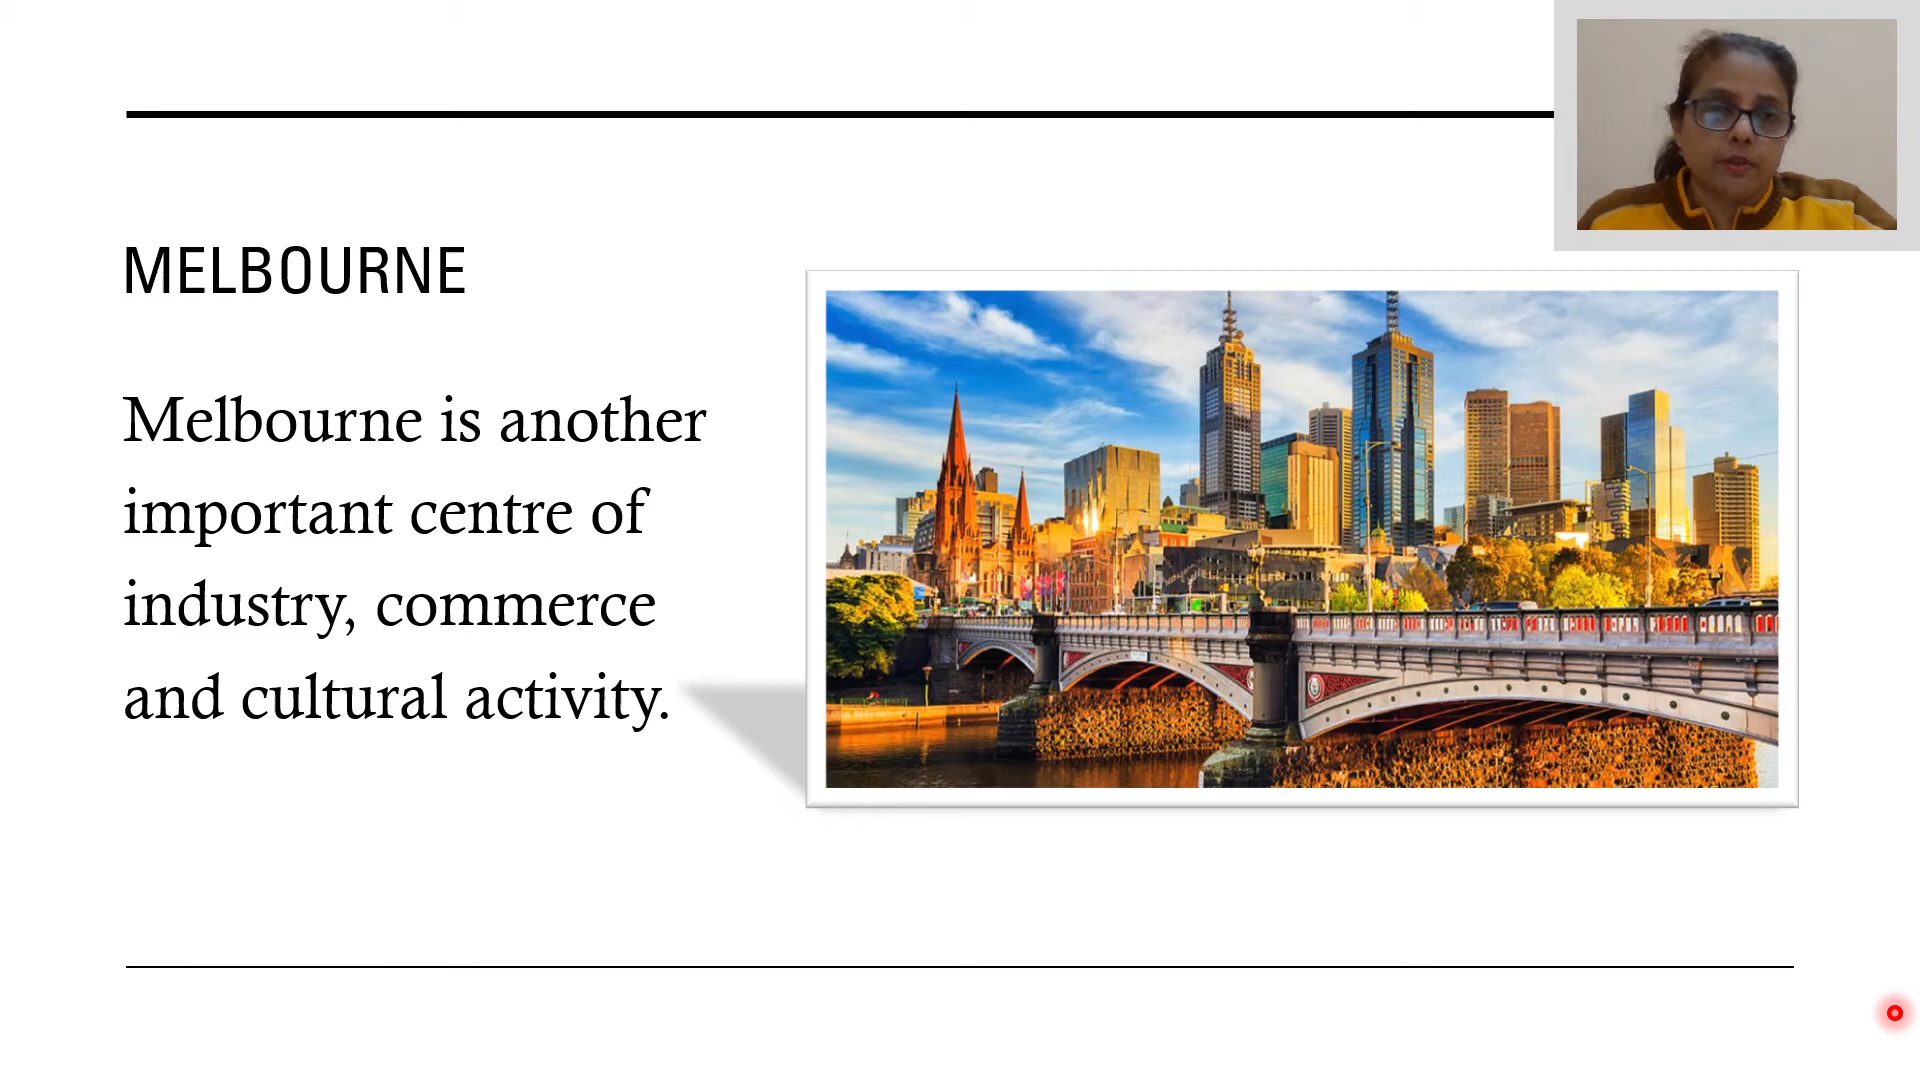 MELBOURNE
Melbourne is another
important centre of
industry, commerce
and cultural activity.